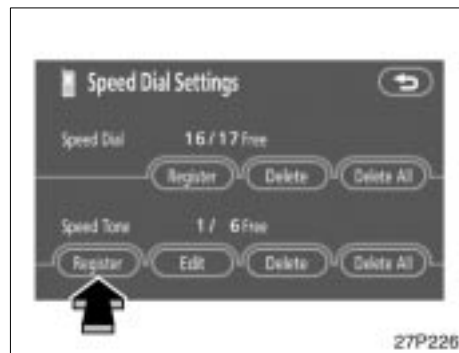 Speed Dial Settings
Speed Dial 16/17 Free
Register Delete Delete All
Speed Tone 1/ 6 Free
Register Edit Delete Delete All
27P226